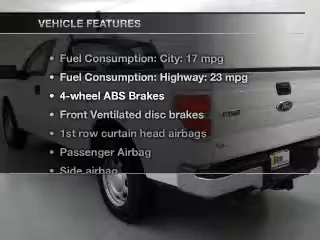 VEHICLE FEATURES
• Fuel Consumption: City: 17 mpg
• Fuel Consumption: Highway: 23 mpg
• 4-wheel ABS Brakes
• Front Ventilated disc brakes
• 1st row curtain head airbags
• Passenger Airbag
• Side airbag